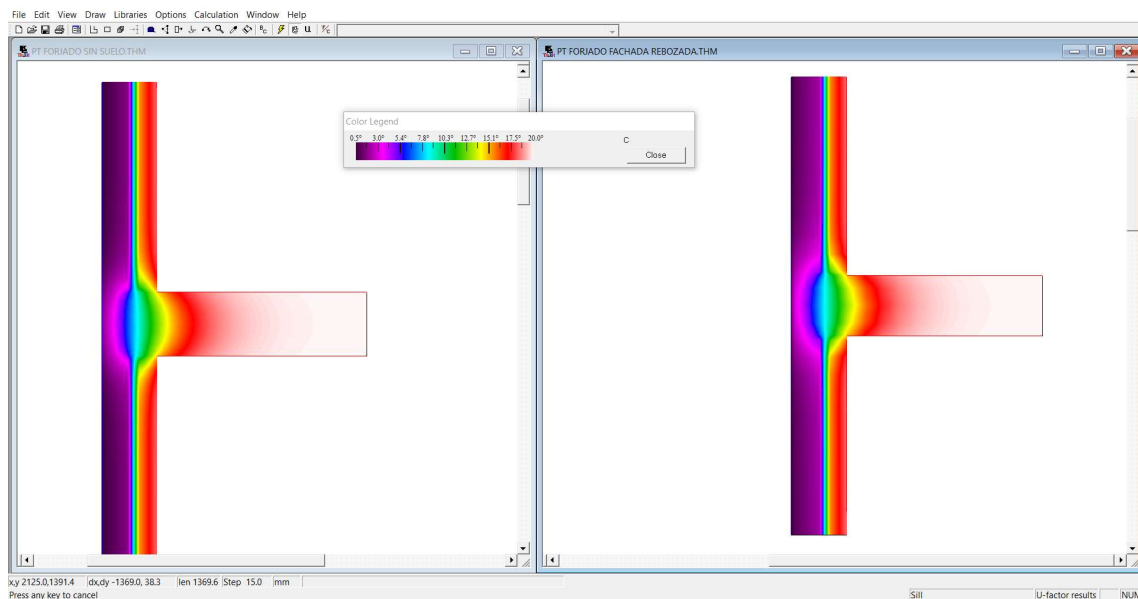 File Edit View Draw Libraries Options Calculation Window Help
PT FORJADO SIN SUELO.THM
PT FORJADO FACHADA REBOZADA.THM
Color Legend
0.5° 3.0° 5.4° 7.8° 10.3° 12.7° 15.1° 17.5° 20.0°
C
Close
x,y 2125.0,1391.4 dx,dy -1369.0, 38.3 len 1369.6 Step 15.0 mm
Press any key to cancel
Sill U-factor results NUM